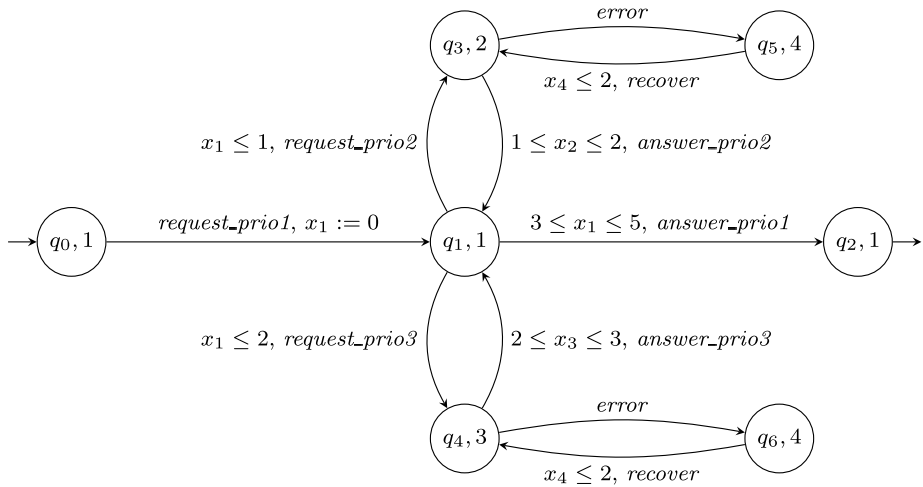 error
q3, 2
q5, 4
x4 ≤ 2, recover
x1 ≤ 1, request_prio2
1 ≤ x2 ≤ 2, answer_prio2
request_prio1, x1 := 0
3 ≤ x1 ≤ 5, answer_prio1
q0, 1
q1, 1
q2, 1
x1 ≤ 2, request_prio3
2 ≤ x3 ≤ 3, answer_prio3
error
q4, 3
q6, 4
x4 ≤ 2, recover